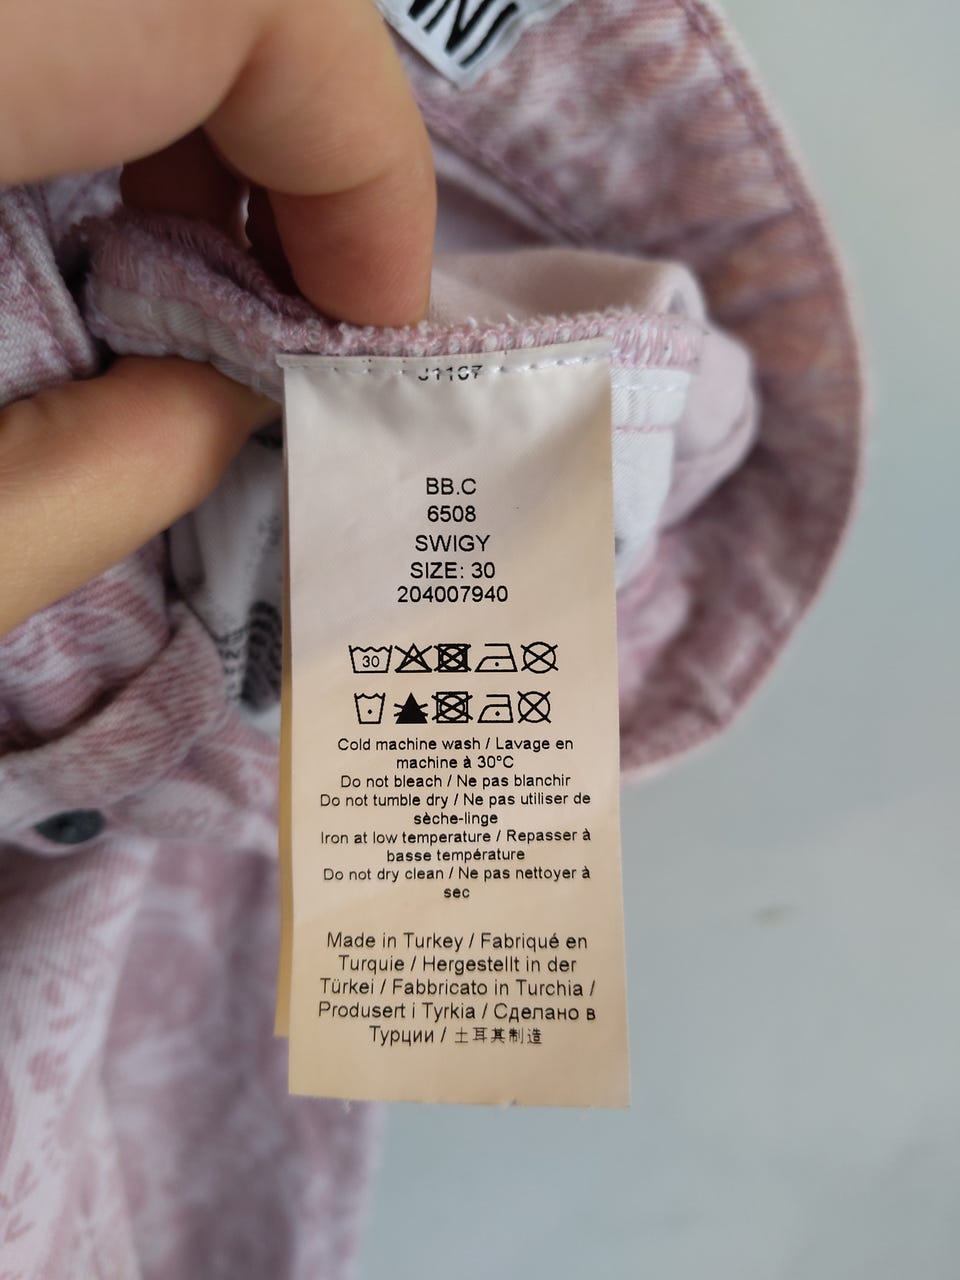 J1167
BB.C
6508
SWIGY
SIZE: 30
204007940
30
Cold machine wash / Lavage en
machine à 30°C
Do not bleach / Ne pas blanchir
Do not tumble dry / Ne pas utiliser de
sèche-linge
Iron at low temperature / Repasser à
basse température
Do not dry clean / Ne pas nettoyer à
sec
Made in Turkey / Fabriqué en
Turquie / Hergestellt in der
Türkei / Fabbricato in Turchia /
Produsert i Tyrkia / Сделано в
Турции / 土耳其制造